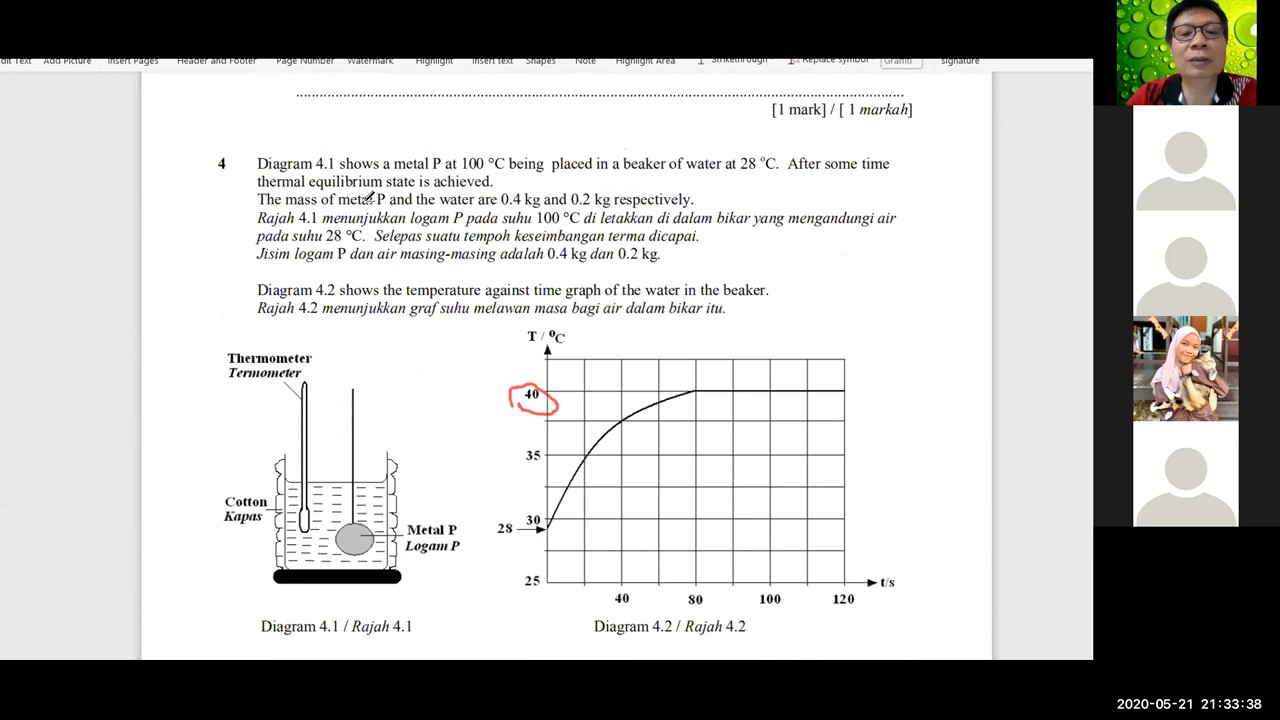 dit Text Add Picture Insert Pages Header and Footer Page Number Watermark Highlight Insert text Shapes Note Highlight Area Strikethrough Replace symbol Graffiti signature
[1 mark] / [ 1 markah]
4 Diagram 4.1 shows a metal P at 100 °C being placed in a beaker of water at 28 °C. After some time
thermal equilibrium state is achieved.
The mass of metal P and the water are 0.4 kg and 0.2 kg respectively.
Rajah 4.1 menunjukkan logam P pada suhu 100 °C di letakkan di dalam bikar yang mengandungi air
pada suhu 28 °C. Selepas suatu tempoh keseimbangan terma dicapai.
Jisim logam P dan air masing-masing adalah 0.4 kg dan 0.2 kg.
Diagram 4.2 shows the temperature against time graph of the water in the beaker.
Rajah 4.2 menunjukkan graf suhu melawan masa bagi air dalam bikar itu.
Thermometer
Termometer
Cotton
Kapas
Metal P
Logam P
Diagram 4.1 / Rajah 4.1
T / °C
40
35
30
28
25
40 80 100 120
t/s
Diagram 4.2 / Rajah 4.2
2020-05-21 21:33:38